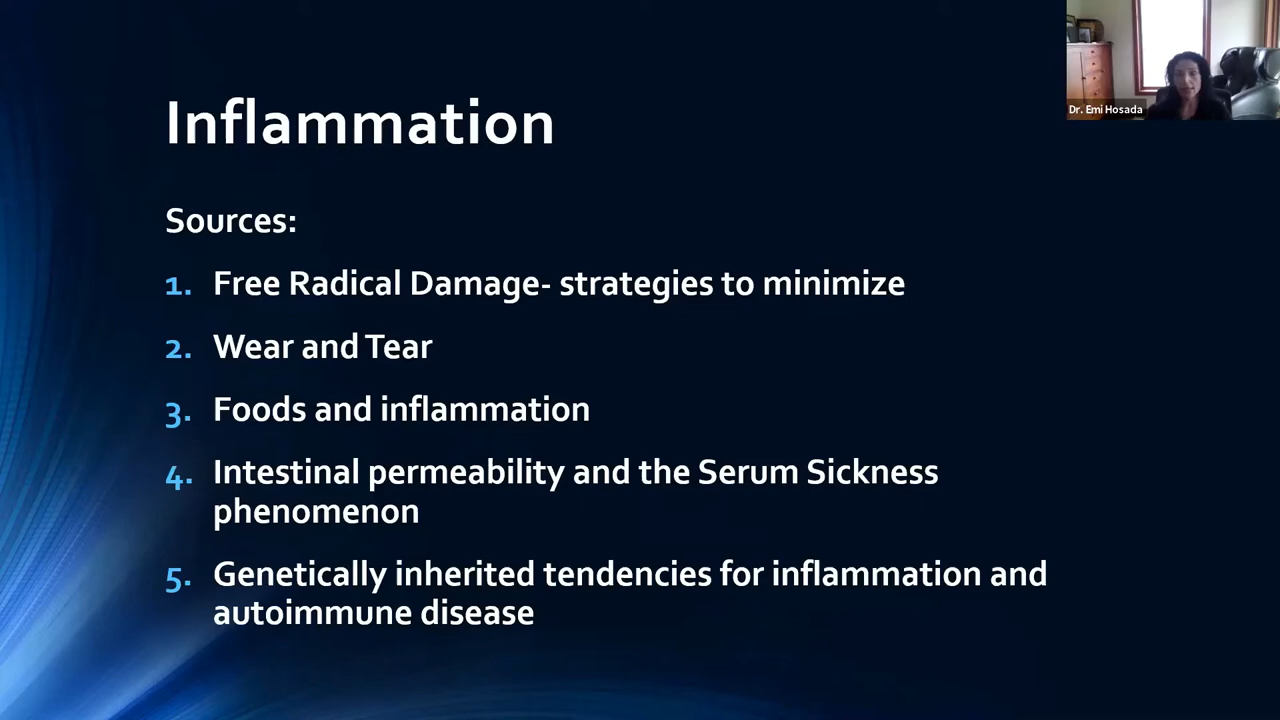 Dr. Emi Hosada
Inflammation
Sources:
1. Free Radical Damage- strategies to minimize
2. Wear and Tear
3. Foods and inflammation
4. Intestinal permeability and the Serum Sickness
phenomenon
5. Genetically inherited tendencies for inflammation and
autoimmune disease